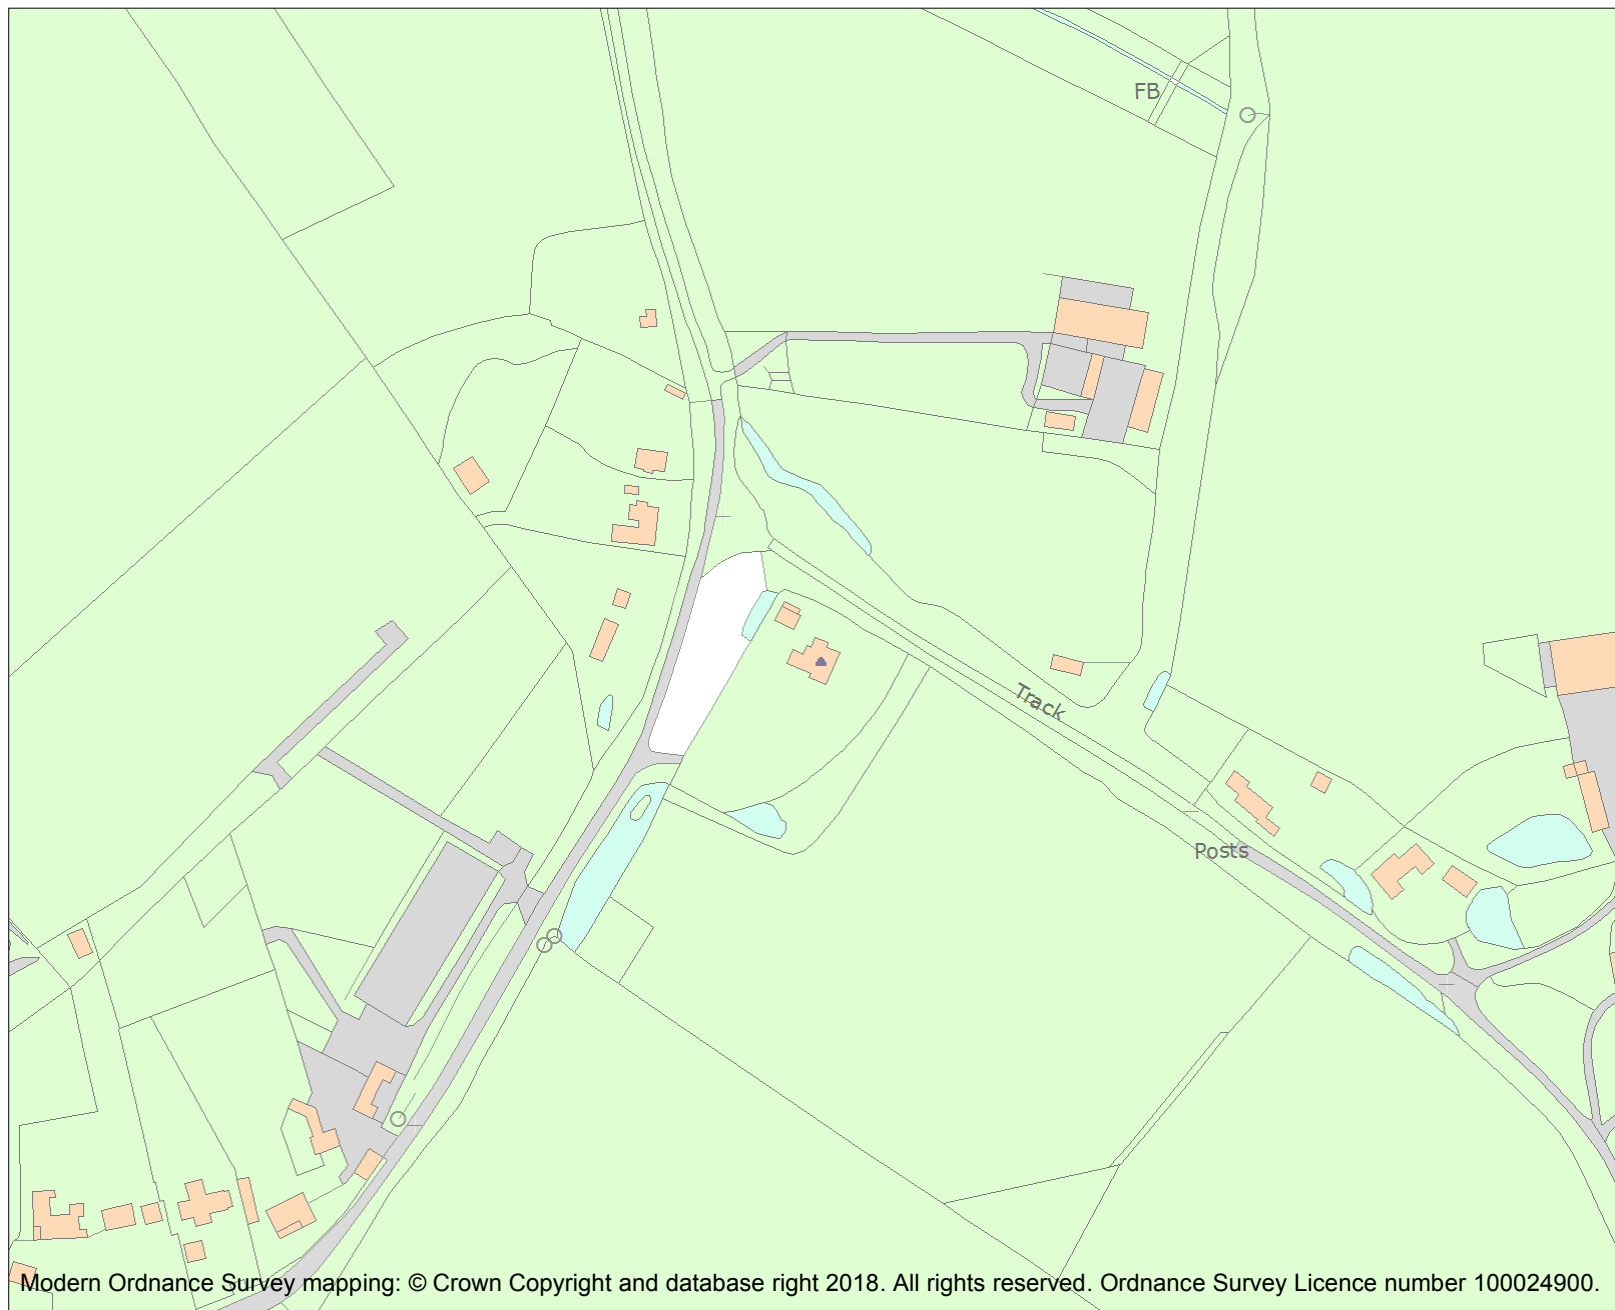 FB
Track
Posts
Modern Ordnance Survey mapping: © Crown Copyright and database right 2018. All rights reserved. Ordnance Survey Licence number 100024900.